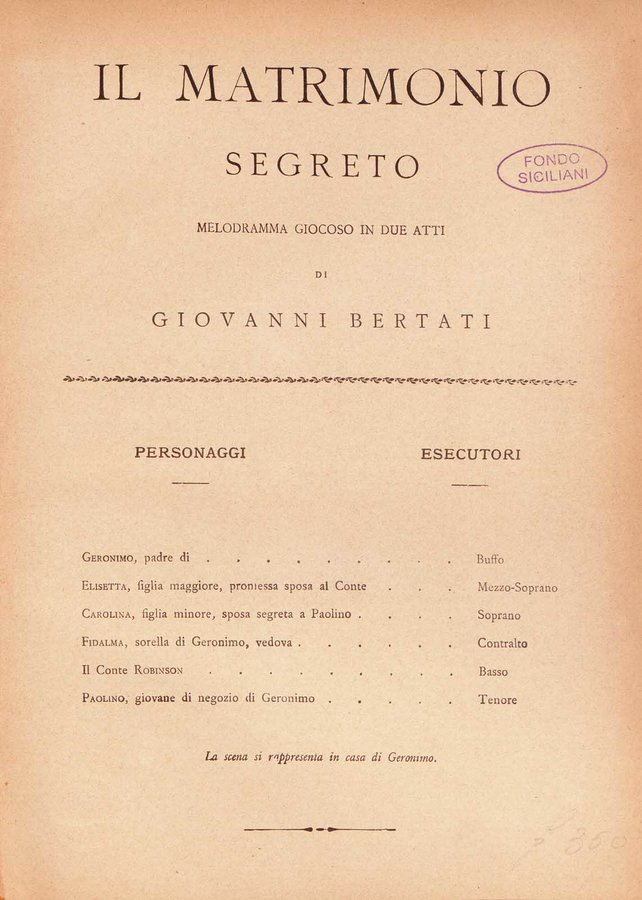 IL MATRIMONIO
SEGRETO
FONDO
SICILIANI
MELODRAMMA GIOCOSO IN DUE ATTI
DI
GIOVANNI BERTATI
PERSONAGGI
ESECUTORI
GERONIMO, padre di . . . . . . . . . Buffo
ELISETTA, figlia maggiore, promessa sposa al Conte . . . Mezzo-Soprano
CAROLINA, figlia minore, sposa segreta a Paolino . . . . Soprano
FIDALMA, sorella di Geronimo, vedova . . . . . . Contralto
Il Conte ROBINSON . . . . . . . . . Basso
PAOLINO, giovane di negozio di Geronimo . . . . . Tenore
La scena si rappresenta in casa di Geronimo.
350